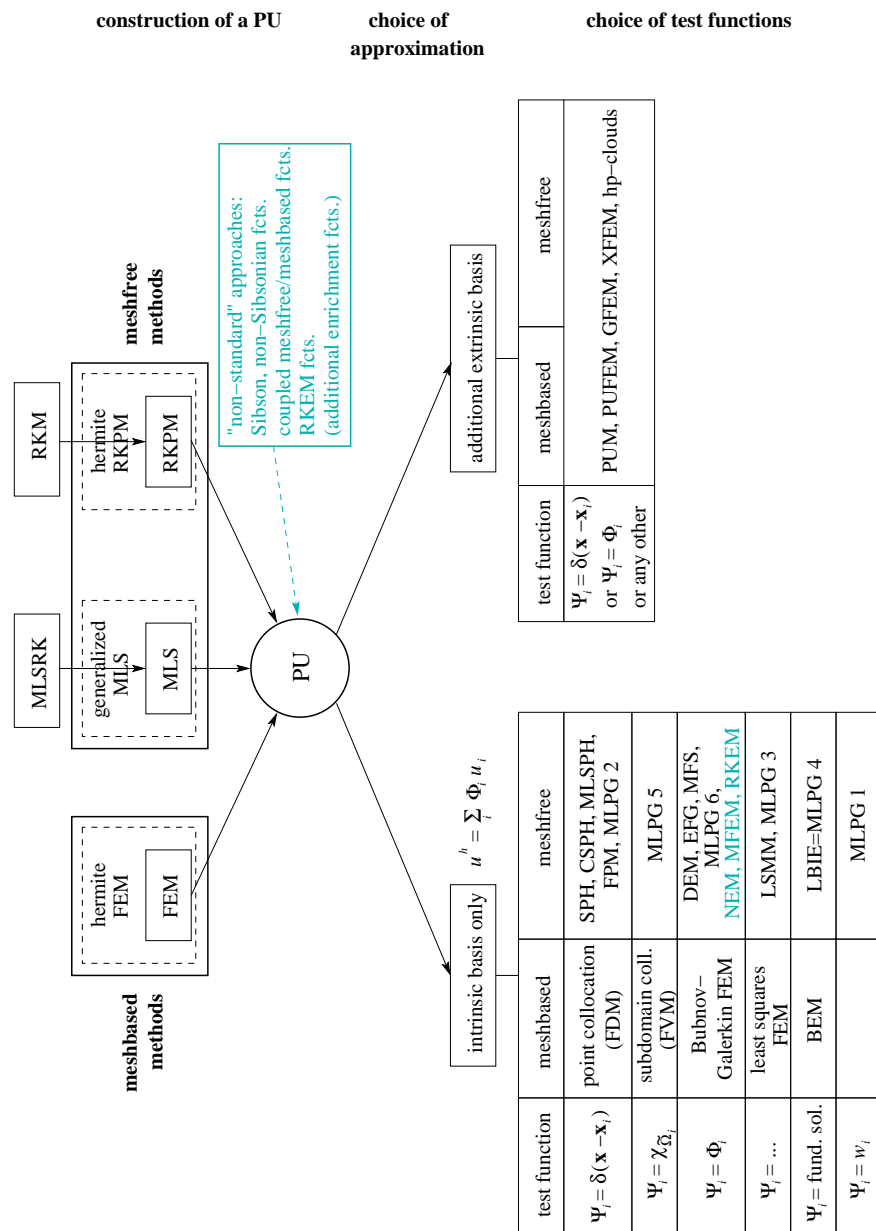 construction of a PU
choice of
approximation
choice of test functions
meshbased
methods
hermite
FEM
FEM
MLSRK
generalized
MLS
MLS
RKM
hermite
RKPM
RKPM
meshfree
methods
"non−standard" approaches:
Sibson, non−Sibsonian fcts.
coupled meshfree/meshbased fcts.
RKEM fcts.
(additional enrichment fcts.)
PU
intrinsic basis only
u^h = Σ_i Φ_i u_i
additional extrinsic basis
test function
meshbased
meshfree
Ψ_i = δ(x − x_i)
point collocation
(FDM)
SPH, CSPH, MLSPH,
FPM, MLPG 2
Ψ_i = χ_Ω̃_i
subdomain coll.
(FVM)
MLPG 5
Ψ_i = Φ_i
Bubnov−
Galerkin FEM
DEM, EFG, MFS,
MLPG 6,
NEM, MFEM, RKEM
Ψ_i = ...
least squares
FEM
LSMM, MLPG 3
Ψ_i = fund. sol.
BEM
LBIE=MLPG 4
Ψ_i = w_i
MLPG 1
test function
meshbased
meshfree
Ψ_i = δ(x − x_i)
or Ψ_i = Φ_i
or any other
PUM, PUFEM, GFEM, XFEM, hp−clouds